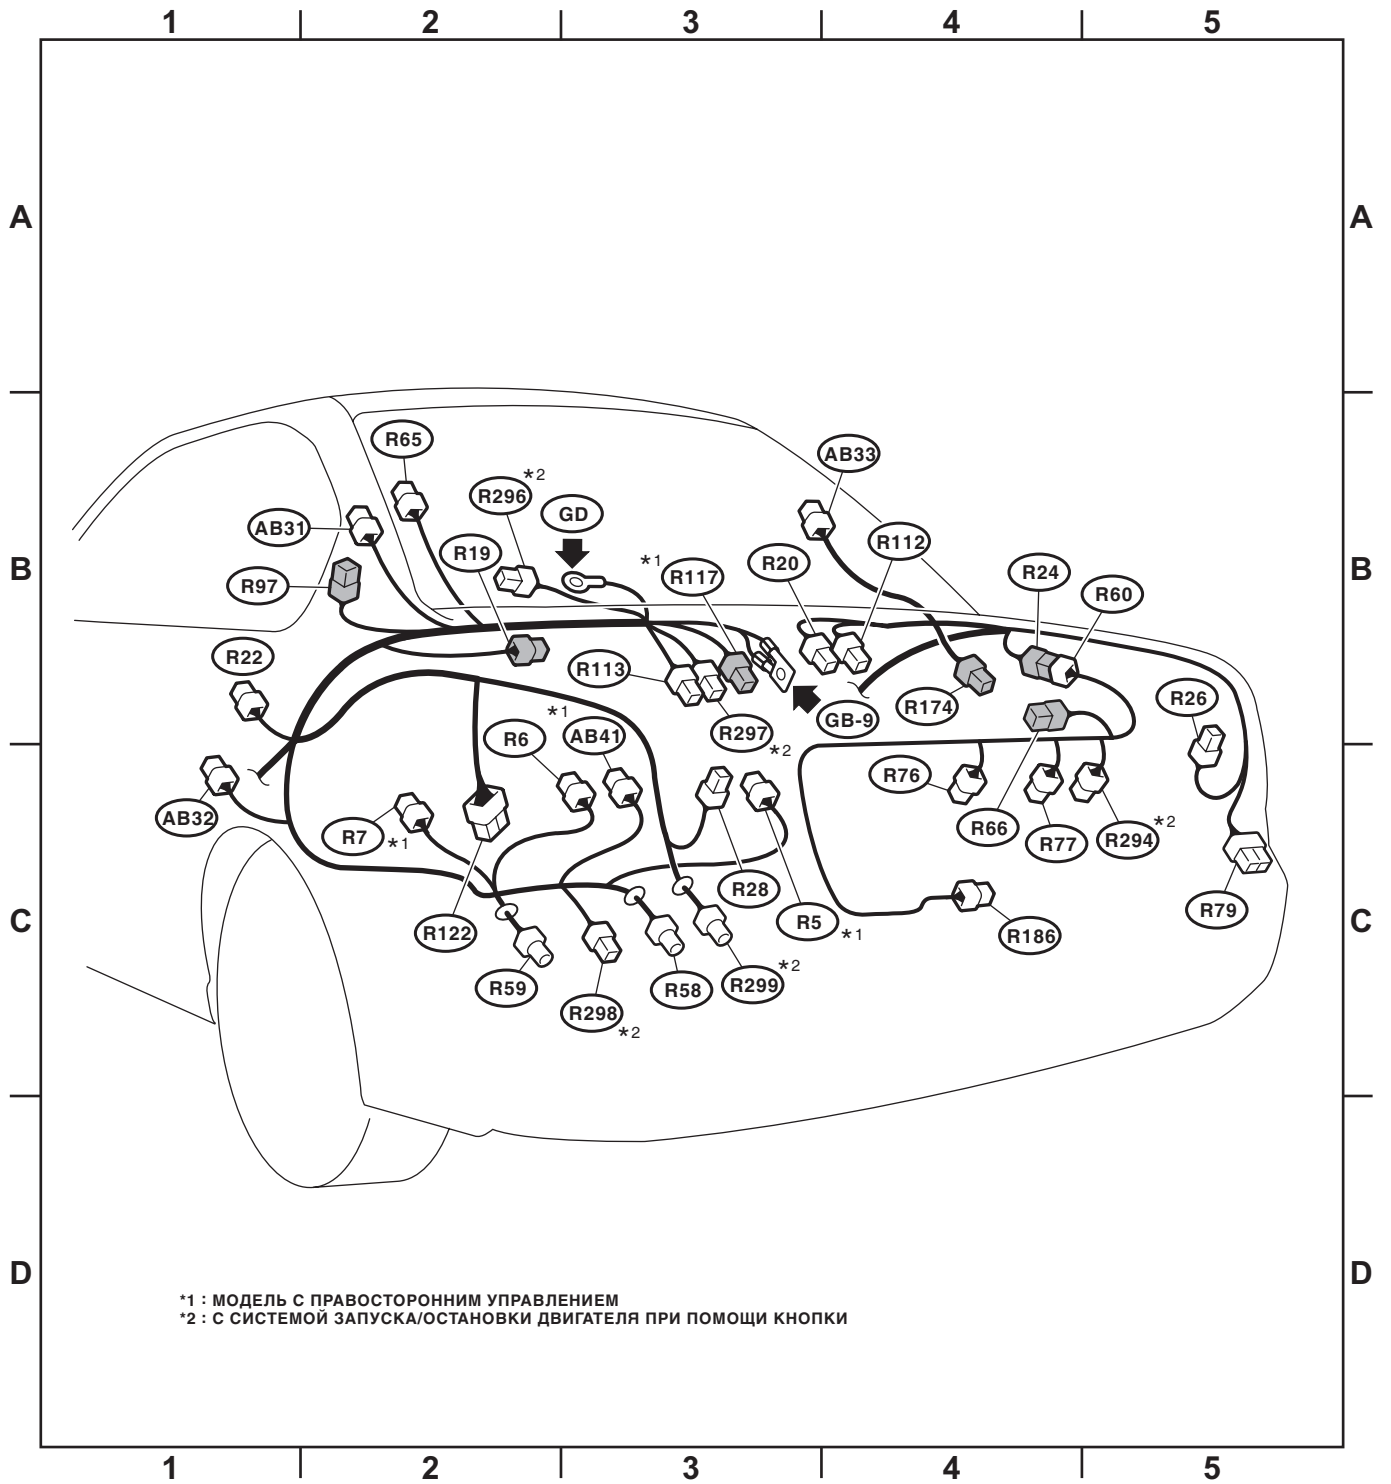 1 2 3 4 5
A A
R65
AB33
*2
R296
GD
AB31
R112
R19
*1
R117
R20
B B
R24
R97
R60
R22
R113
R26
R174
*1
GB-9
R6
AB41
R297
*2
R76
AB32
R7
*1
R66
R77
R294
*2
R28
R79
R5
*1
C C
R122
R186
*2
R59
R58
R299
R298
*2
D D
*1 : МОДЕЛЬ С ПРАВОСТОРОННИМ УПРАВЛЕНИЕМ
*2 : С СИСТЕМОЙ ЗАПУСКА/ОСТАНОВКИ ДВИГАТЕЛЯ ПРИ ПОМОЩИ КНОПКИ
1 2 3 4 5